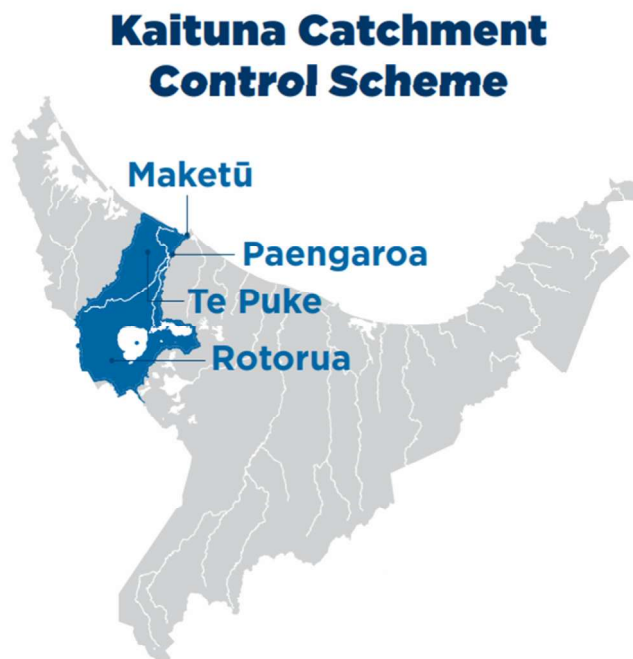 Kaituna Catchment
Control Scheme
Maketū
Paengaroa
Te Puke
Rotorua